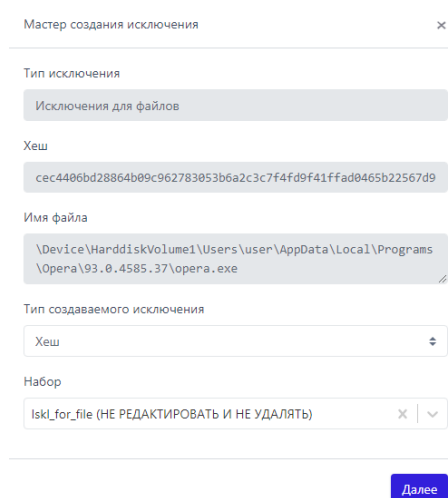 Мастер создания исключения
Тип исключения
Исключения для файлов
Хеш
cec4406bd28864b09c962783053b6a2c3c7f4fd9f41ffad0465b22567d9
Имя файла
\Device\HarddiskVolume1\Users\user\AppData\Local\Programs
\Opera\93.0.4585.37\opera.exe
Тип создаваемого исключения
Хеш
Набор
lskl_for_file (НЕ РЕДАКТИРОВАТЬ И НЕ УДАЛЯТЬ)
Далее